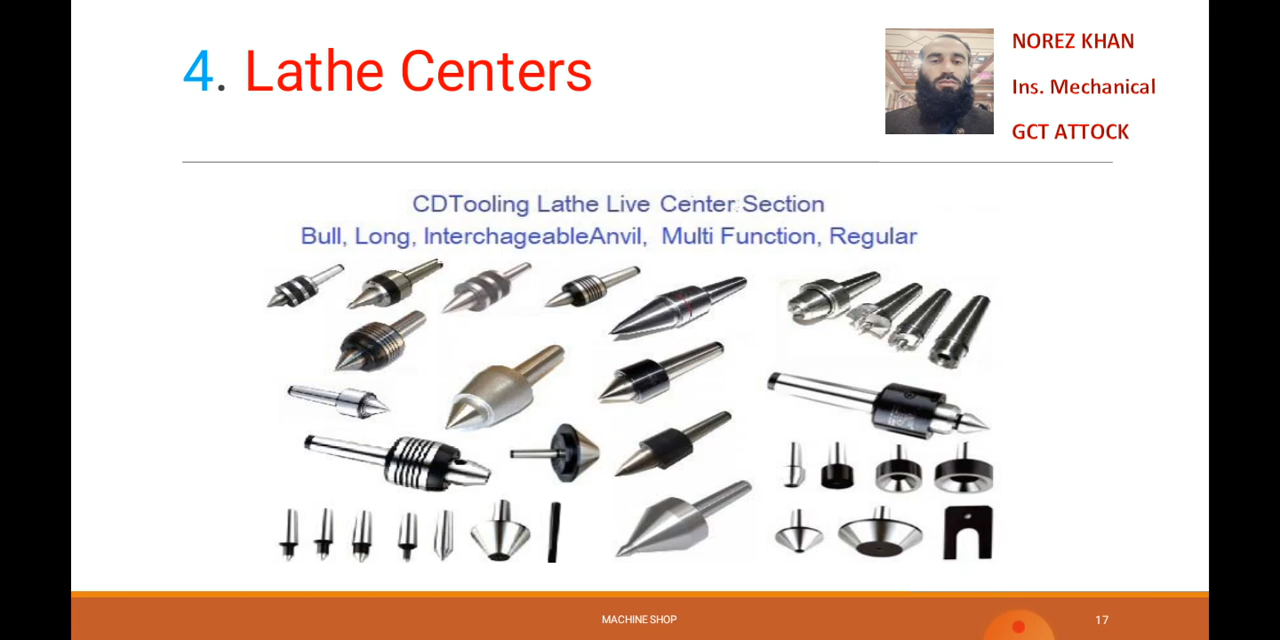 4. Lathe Centers
NOREZ KHAN
Ins. Mechanical
GCT ATTOCK
CDTooling Lathe Live Center Section
Bull, Long, InterchageableAnvil, Multi Function, Regular
MACHINE SHOP
17